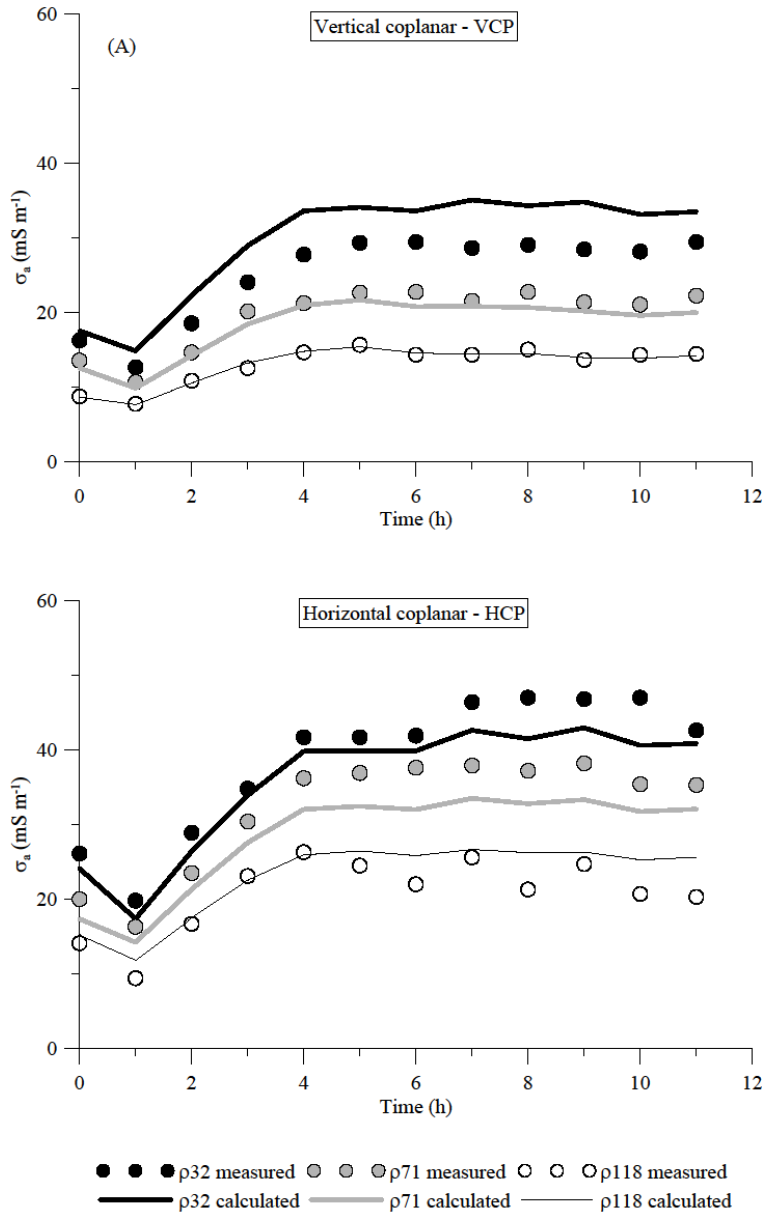 Vertical coplanar - VCP
(A)
60
40
20
0
σa (mS m-1)
0 2 4 6 8 10 12
Time (h)
Horizontal coplanar - HCP
60
40
20
0
σa (mS m-1)
0 2 4 6 8 10 12
Time (h)
ρ32 measured ρ71 measured ρ118 measured
ρ32 calculated ρ71 calculated ρ118 calculated